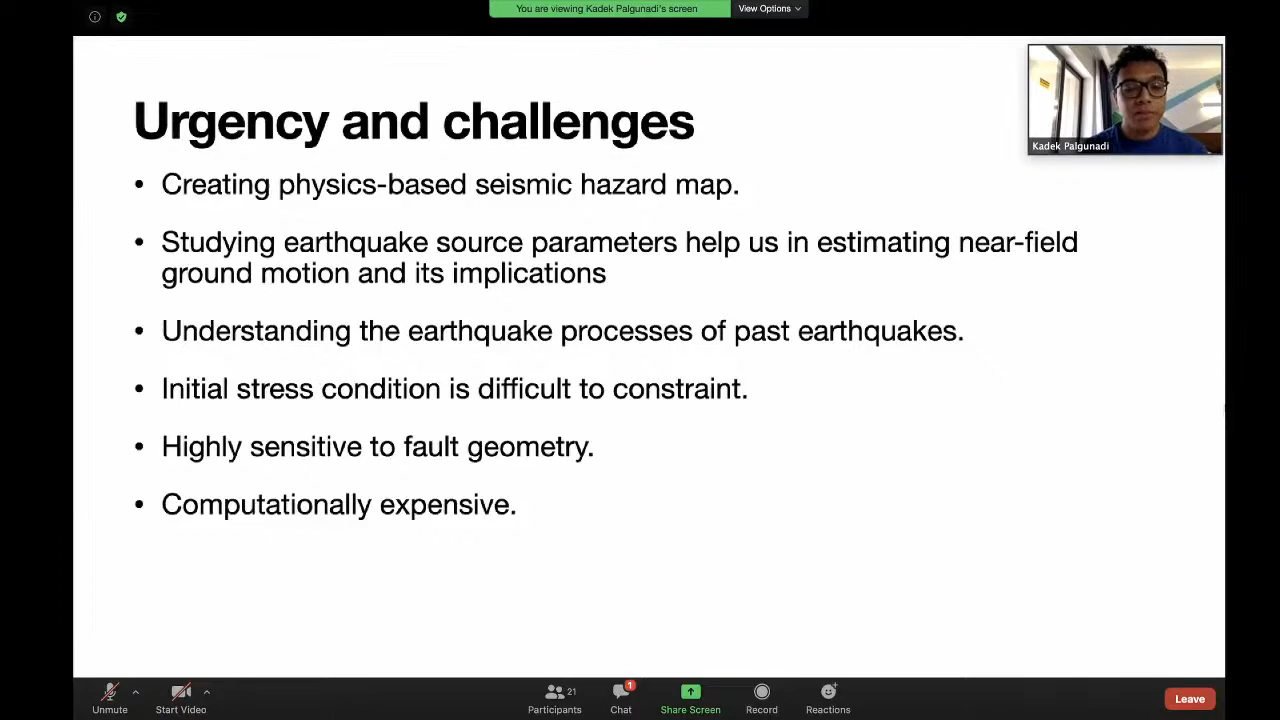 You are viewing Kadek Palgunadi's screen
View Options
Urgency and challenges
Kadek Palgunadi
• Creating physics-based seismic hazard map.
• Studying earthquake source parameters help us in estimating near-field
ground motion and its implications
• Understanding the earthquake processes of past earthquakes.
• Initial stress condition is difficult to constraint.
• Highly sensitive to fault geometry.
• Computationally expensive.
Unmute
Start Video
21
Participants
1
Chat
Share Screen
Record
Reactions
Leave